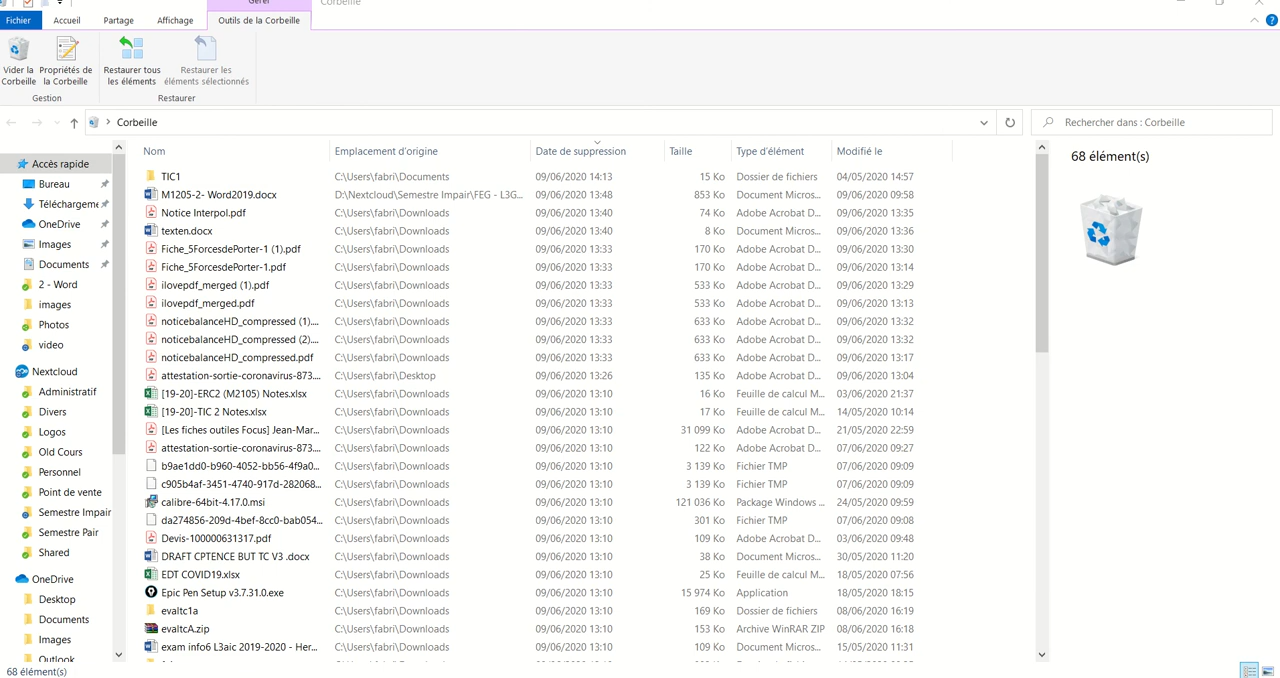 Gérer
Corbeille
Fichier Accueil Partage Affichage Outils de la Corbeille
Vider la Corbeille
Propriétés de la Corbeille
Restaurer tous les éléments
Restaurer les éléments sélectionnés
Gestion
Restaurer
Corbeille
Rechercher dans : Corbeille
Accès rapide
Bureau
Téléchargeme
OneDrive
Images
Documents
2 - Word
images
Photos
video
Nextcloud
Administratif
Divers
Logos
Old Cours
Personnel
Point de vente
Semestre Impair
Semestre Pair
Shared
OneDrive
Desktop
Documents
Images
Outlook
Nom Emplacement d'origine Date de suppression Taille Type d'élément Modifié le
TIC1 C:\Users\fabri\Documents 09/06/2020 14:13 15 Ko Dossier de fichiers 04/05/2020 14:57
M1205-2- Word2019.docx D:\Nextcloud\Semestre Impair\FEG - L3G... 09/06/2020 13:48 853 Ko Document Micros... 09/06/2020 09:58
Notice Interpol.pdf C:\Users\fabri\Downloads 09/06/2020 13:40 74 Ko Adobe Acrobat D... 09/06/2020 13:35
texten.docx C:\Users\fabri\Downloads 09/06/2020 13:40 8 Ko Document Micros... 09/06/2020 13:36
Fiche_5ForcesdePorter-1 (1).pdf C:\Users\fabri\Downloads 09/06/2020 13:33 170 Ko Adobe Acrobat D... 09/06/2020 13:30
Fiche_5ForcesdePorter-1.pdf C:\Users\fabri\Downloads 09/06/2020 13:33 170 Ko Adobe Acrobat D... 09/06/2020 13:14
ilovepdf_merged (1).pdf C:\Users\fabri\Downloads 09/06/2020 13:33 533 Ko Adobe Acrobat D... 09/06/2020 13:29
ilovepdf_merged.pdf C:\Users\fabri\Downloads 09/06/2020 13:33 533 Ko Adobe Acrobat D... 09/06/2020 13:13
noticebalanceHD_compressed (1).... C:\Users\fabri\Downloads 09/06/2020 13:33 633 Ko Adobe Acrobat D... 09/06/2020 13:32
noticebalanceHD_compressed (2).... C:\Users\fabri\Downloads 09/06/2020 13:33 633 Ko Adobe Acrobat D... 09/06/2020 13:32
noticebalanceHD_compressed.pdf C:\Users\fabri\Downloads 09/06/2020 13:33 633 Ko Adobe Acrobat D... 09/06/2020 13:17
attestation-sortie-coronavirus-873.... C:\Users\fabri\Desktop 09/06/2020 13:26 135 Ko Adobe Acrobat D... 09/06/2020 13:04
[19-20]-ERC2 (M2105) Notes.xlsx C:\Users\fabri\Downloads 09/06/2020 13:10 16 Ko Feuille de calcul M... 03/06/2020 21:37
[19-20]-TIC 2 Notes.xlsx C:\Users\fabri\Downloads 09/06/2020 13:10 17 Ko Feuille de calcul M... 14/05/2020 10:14
[Les fiches outiles Focus] Jean-Mar... C:\Users\fabri\Downloads 09/06/2020 13:10 31 099 Ko Adobe Acrobat D... 21/05/2020 22:59
attestation-sortie-coronavirus-873.... C:\Users\fabri\Downloads 09/06/2020 13:10 122 Ko Adobe Acrobat D... 07/06/2020 09:27
b9ae1dd0-b960-4052-bb56-4f9a0... C:\Users\fabri\Downloads 09/06/2020 13:10 3 139 Ko Fichier TMP 07/06/2020 09:09
c905b4af-3451-4740-917d-282068... C:\Users\fabri\Downloads 09/06/2020 13:10 3 139 Ko Fichier TMP 07/06/2020 09:09
calibre-64bit-4.17.0.msi C:\Users\fabri\Downloads 09/06/2020 13:10 121 036 Ko Package Windows ... 24/05/2020 09:59
da274856-209d-4bef-8cc0-bab054... C:\Users\fabri\Downloads 09/06/2020 13:10 301 Ko Fichier TMP 07/06/2020 09:08
Devis-100000631317.pdf C:\Users\fabri\Downloads 09/06/2020 13:10 109 Ko Adobe Acrobat D... 03/06/2020 09:48
DRAFT CPTENCE BUT TC V3 .docx C:\Users\fabri\Downloads 09/06/2020 13:10 38 Ko Document Micros... 30/05/2020 11:20
EDT COVID19.xlsx C:\Users\fabri\Downloads 09/06/2020 13:10 25 Ko Feuille de calcul M... 18/05/2020 07:56
Epic Pen Setup v3.7.31.0.exe C:\Users\fabri\Downloads 09/06/2020 13:10 15 974 Ko Application 18/05/2020 18:15
evaltc1a C:\Users\fabri\Downloads 09/06/2020 13:10 169 Ko Dossier de fichiers 08/06/2020 16:19
evaltcA.zip C:\Users\fabri\Downloads 09/06/2020 13:10 153 Ko Archive WinRAR ZIP 08/06/2020 16:18
exam info6 L3aic 2019-2020 - Her... C:\Users\fabri\Downloads 09/06/2020 13:10 109 Ko Document Micros... 15/05/2020 11:31
68 élément(s)
68 élément(s)